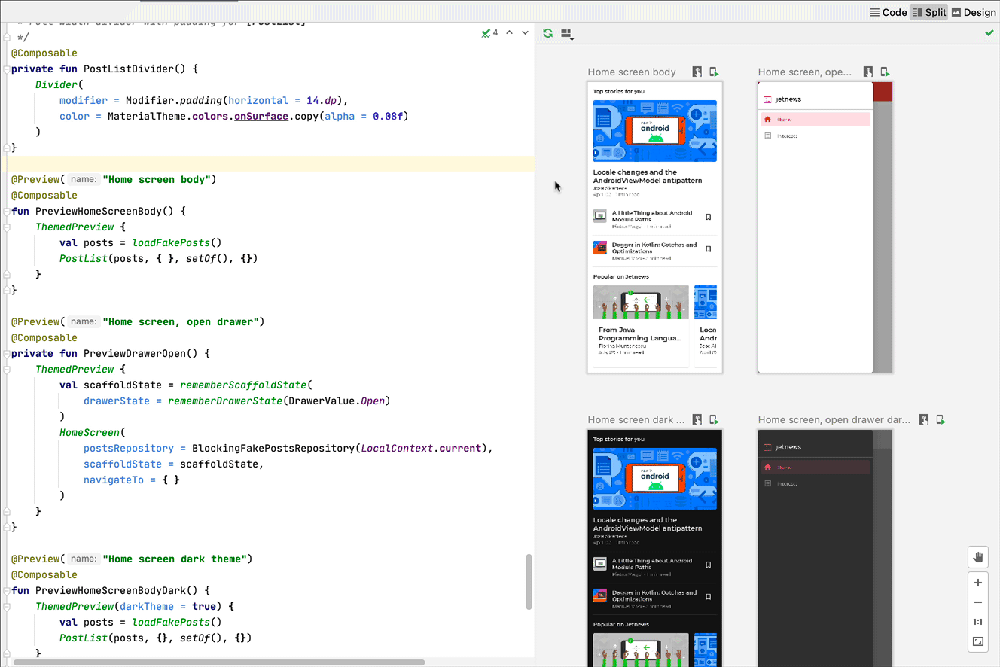 Code Split Design
* Full-width divider with padding for [PostList]
*/
4
@Composable
private fun PostListDivider() {
Divider(
modifier = Modifier.padding(horizontal = 14.dp),
color = MaterialTheme.colors.onSurface.copy(alpha = 0.08f)
)
}
@Preview( name: "Home screen body")
@Composable
fun PreviewHomeScreenBody() {
ThemedPreview {
val posts = loadFakePosts()
PostList(posts, { }, setOf(), {})
}
}
@Preview( name: "Home screen, open drawer")
@Composable
private fun PreviewDrawerOpen() {
ThemedPreview {
val scaffoldState = rememberScaffoldState(
drawerState = rememberDrawerState(DrawerValue.Open)
)
HomeScreen(
postsRepository = BlockingFakePostsRepository(LocalContext.current),
scaffoldState = scaffoldState,
navigateTo = { }
)
}
}
@Preview( name: "Home screen dark theme")
@Composable
fun PreviewHomeScreenBodyDark() {
ThemedPreview(darkTheme = true) {
val posts = loadFakePosts()
PostList(posts, {}, setOf(), {})
}
Home screen body
Top stories for you
now in
android
Locale changes and the
AndroidViewModel antipattern
A Little Thing about Android
Module Paths
Dagger in Kotlin: Gotchas and
Optimizations
Popular on Jetnews
From Java
Programming Langua...
Loca
Andro
Home screen, ope...
jetnews
Home
Interests
Home screen dark ...
Top stories for you
now in
android
Locale changes and the
AndroidViewModel antipattern
A Little Thing about Android
Module Paths
Dagger in Kotlin: Gotchas and
Optimizations
Popular on Jetnews
Home screen, open drawer dar...
jetnews
Home
Interests
1:1